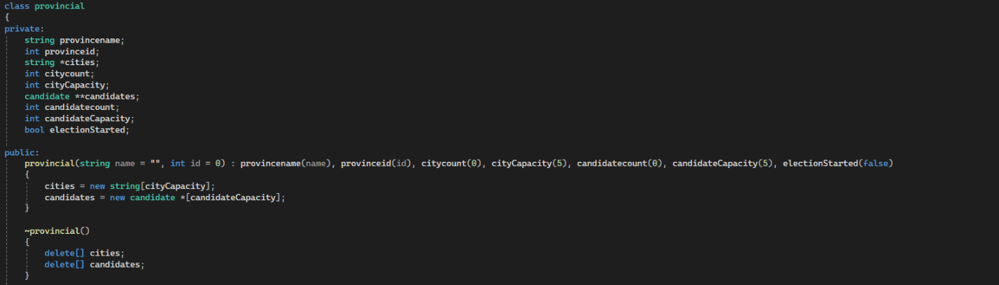 class provincial
{
private:
    string provincename;
    int provinceid;
    string *cities;
    int citycount;
    int cityCapacity;
    candidate **candidates;
    int candidatecount;
    int candidateCapacity;
    bool electionStarted;

public:
    provincial(string name = "", int id = 0) : provincename(name), provinceid(id), citycount(0), cityCapacity(5), candidatecount(0), candidateCapacity(5), electionStarted(false)
    {
        cities = new string[cityCapacity];
        candidates = new candidate *[candidateCapacity];
    }

    ~provincial()
    {
        delete[] cities;
        delete[] candidates;
    }